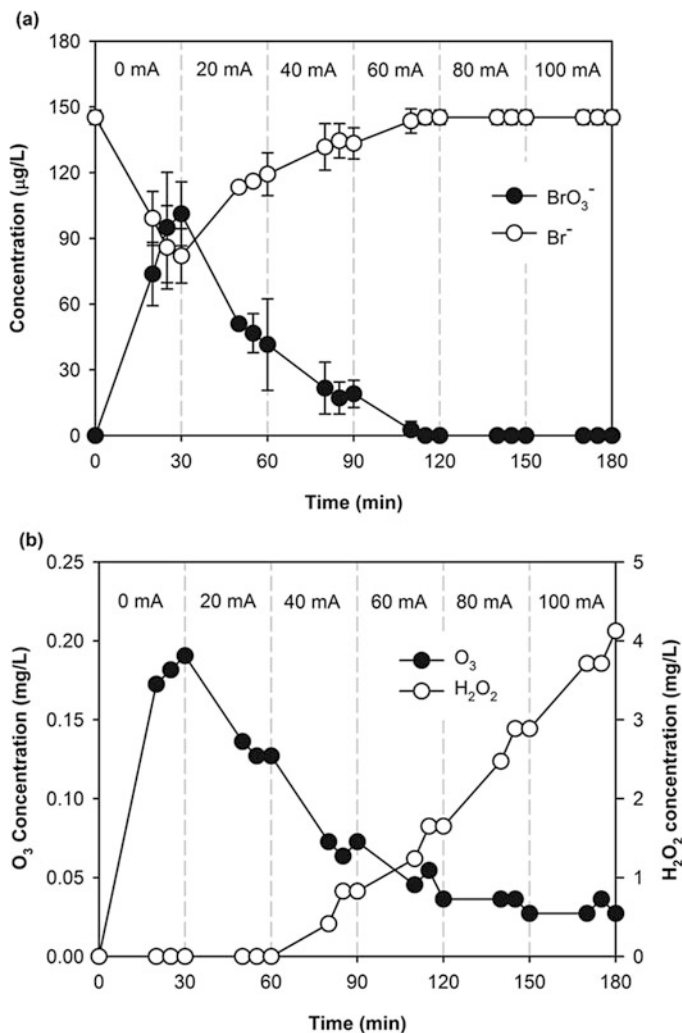 (a)
180
150
120
90
60
30
0
Concentration (µg/L)
0 mA 20 mA 40 mA 60 mA 80 mA 100 mA
BrO₃⁻
Br⁻
0 30 60 90 120 150 180
Time (min)
(b)
0.25
0.20
0.15
0.10
0.05
0.00
O₃ Concentration (mg/L)
0 mA 20 mA 40 mA 60 mA 80 mA 100 mA
O₃
H₂O₂
5
4
3
2
1
0
H₂O₂ concentration (mg/L)
0 30 60 90 120 150 180
Time (min)